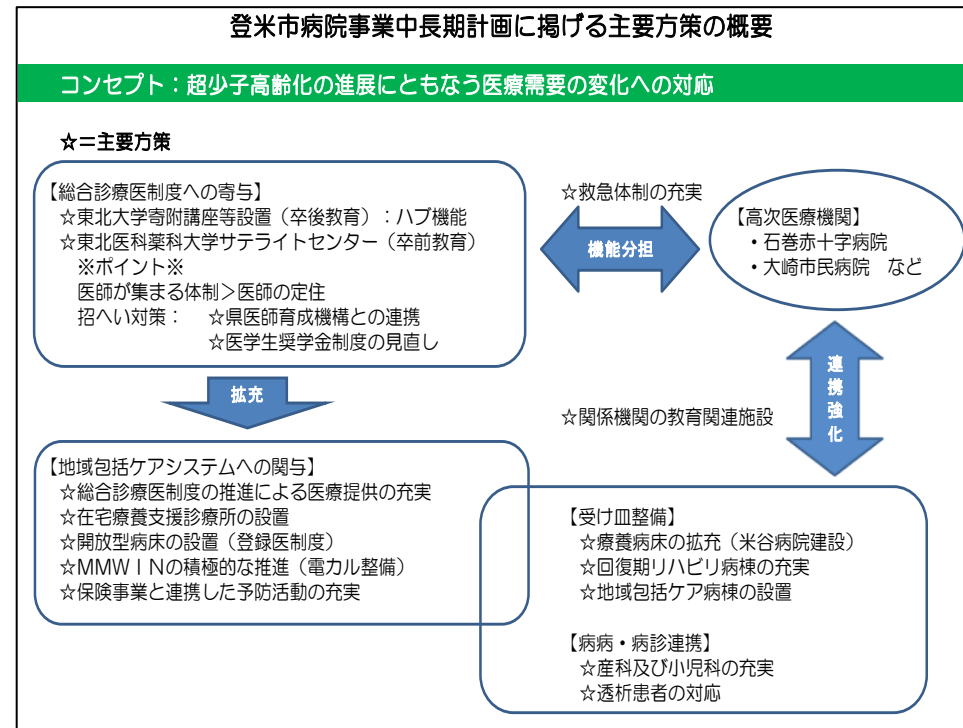 登米市病院事業中長期計画に掲げる主要方策の概要
コンセプト：超少子高齢化の進展にともなう医療需要の変化への対応
☆＝主要方策
【総合診療医制度への寄与】
☆東北大学寄附講座等設置（卒後教育）：ハブ機能
☆東北医科薬科大学サテライトセンター（卒前教育）
※ポイント※
医師が集まる体制＞医師の定住
招へい対策： ☆県医師育成機構との連携
☆医学生奨学金制度の見直し
☆救急体制の充実
機能分担
【高次医療機関】
・石巻赤十字病院
・大崎市民病院 など
拡充
連携強化
☆関係機関の教育関連施設
【地域包括ケアシステムへの関与】
☆総合診療医制度の推進による医療提供の充実
☆在宅療養支援診療所の設置
☆開放型病床の設置（登録医制度）
☆ＭＭＷＩＮの積極的な推進（電カル整備）
☆保険事業と連携した予防活動の充実
【受け皿整備】
☆療養病床の拡充（米谷病院建設）
☆回復期リハビリ病棟の充実
☆地域包括ケア病棟の設置
【病病・病診連携】
☆産科及び小児科の充実
☆透析患者の対応